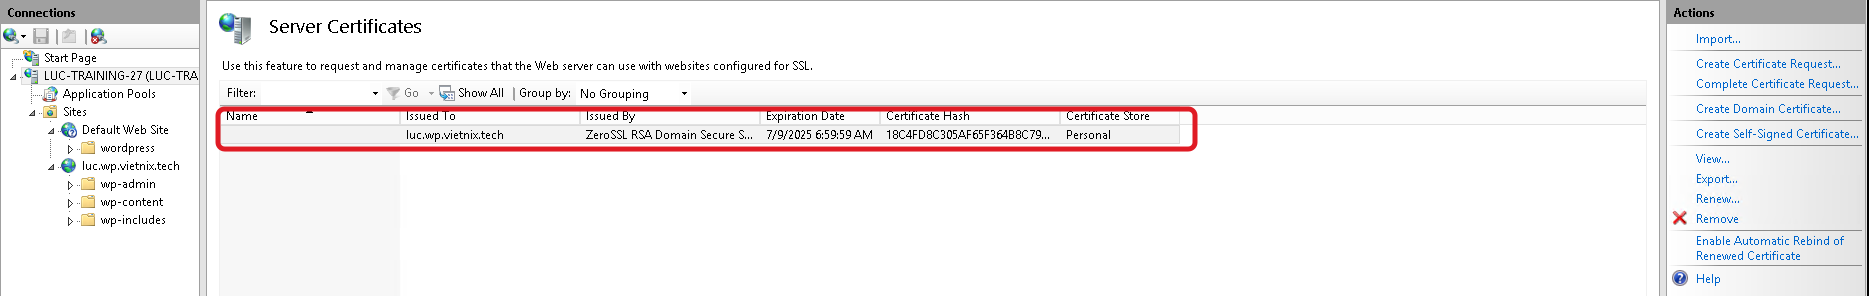 Connections
Start Page
LUC-TRAINING-27 (LUC-TRA
Application Pools
Sites
Default Web Site
wordpress
luc.wp.vietnix.tech
wp-admin
wp-content
wp-includes
Server Certificates
Use this feature to request and manage certificates that the Web server can use with websites configured for SSL.
Filter: Go Show All Group by: No Grouping
Name Issued To Issued By Expiration Date Certificate Hash Certificate Store
luc.wp.vietnix.tech ZeroSSL RSA Domain Secure S... 7/9/2025 6:59:59 AM 18C4FD8C305AF65F364B8C79... Personal
Actions
Import...
Create Certificate Request...
Complete Certificate Request...
Create Domain Certificate...
Create Self-Signed Certificate...
View...
Export...
Renew...
Remove
Enable Automatic Rebind of
Renewed Certificate
Help